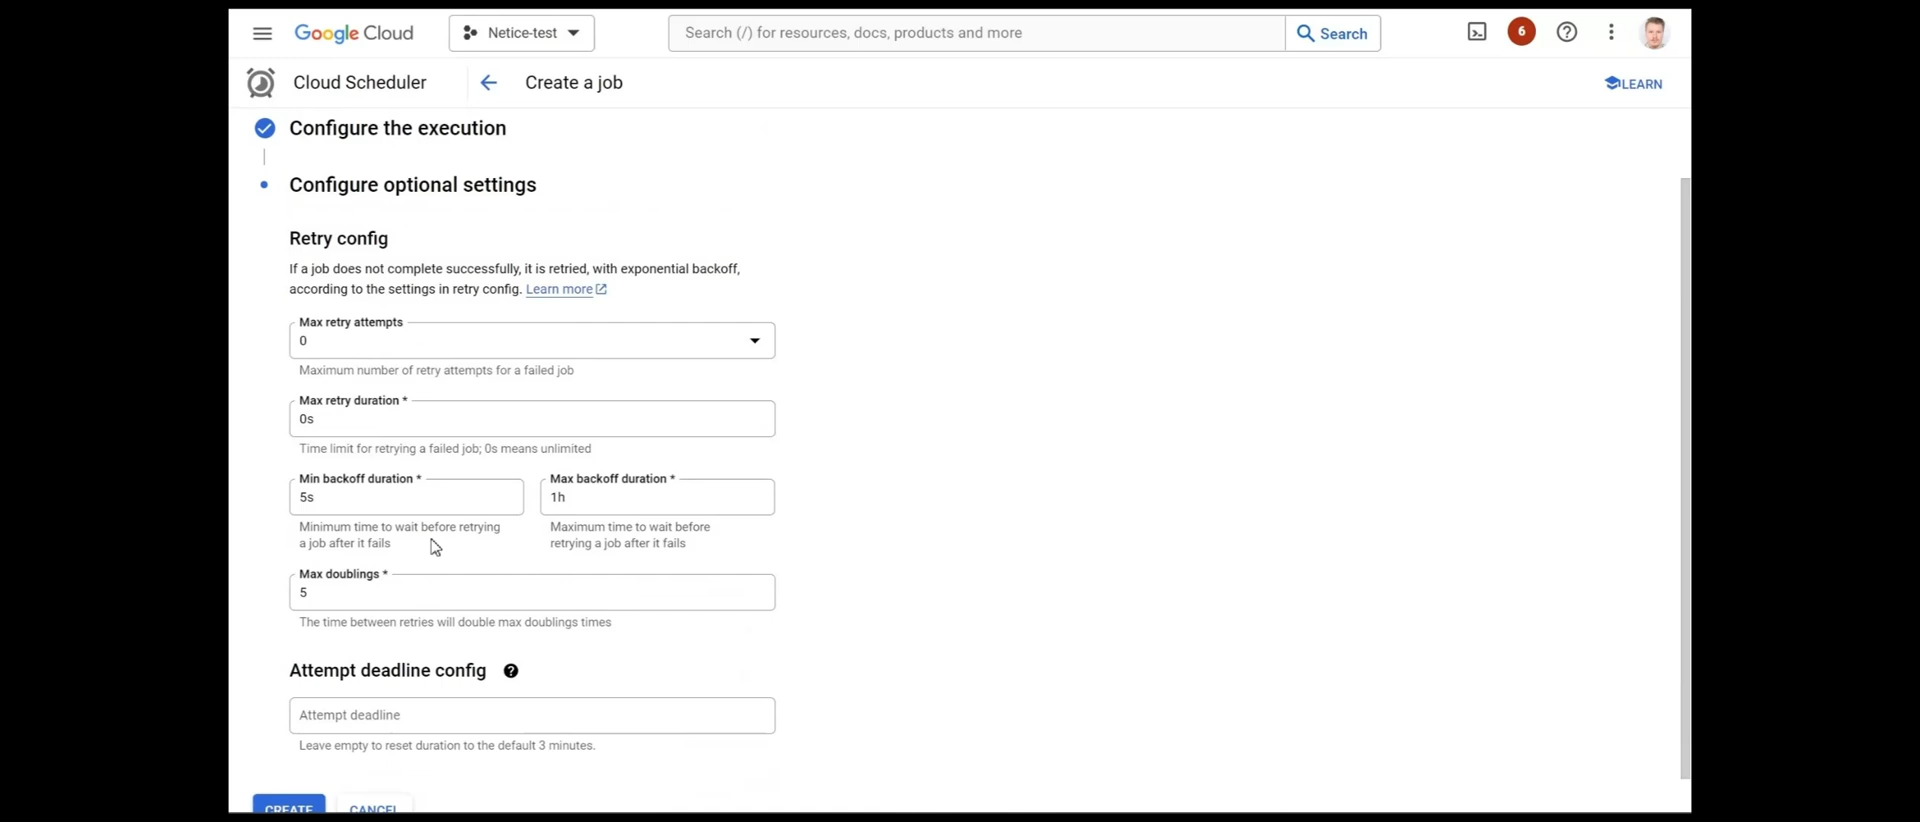 Google Cloud
Netice-test
Search (/) for resources, docs, products and more
Search
6
Cloud Scheduler
Create a job
LEARN
Configure the execution
Configure optional settings
Retry config
If a job does not complete successfully, it is retried, with exponential backoff,
according to the settings in retry config. Learn more
Max retry attempts
0
Maximum number of retry attempts for a failed job
Max retry duration *
0s
Time limit for retrying a failed job; 0s means unlimited
Min backoff duration *
Max backoff duration *
5s
1h
Minimum time to wait before retrying
a job after it fails
Maximum time to wait before
retrying a job after it fails
Max doublings *
5
The time between retries will double max doublings times
Attempt deadline config
Attempt deadline
Leave empty to reset duration to the default 3 minutes.
CREATE
CANCEL